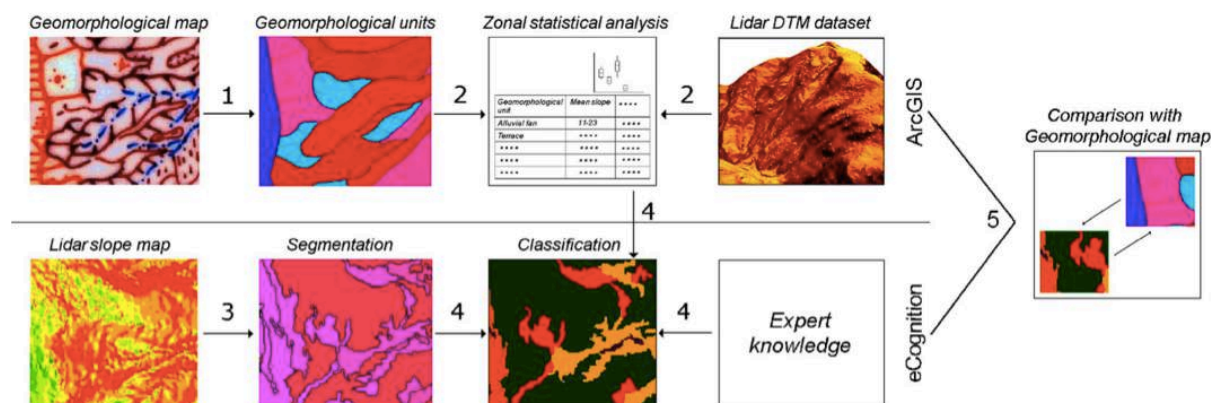 Geomorphological map
Geomorphological units
Zonal statistical analysis
Lidar DTM dataset
1
2
2
Geomorphological
unit
Mean slope
****
Alluvial fan
11-23
****
Terrace
****
****
****
****
****
****
****
****
****
****
****
ArcGIS
Comparison with
Geomorphological map
4
5
Lidar slope map
Segmentation
Classification
3
4
4
Expert
knowledge
eCognition